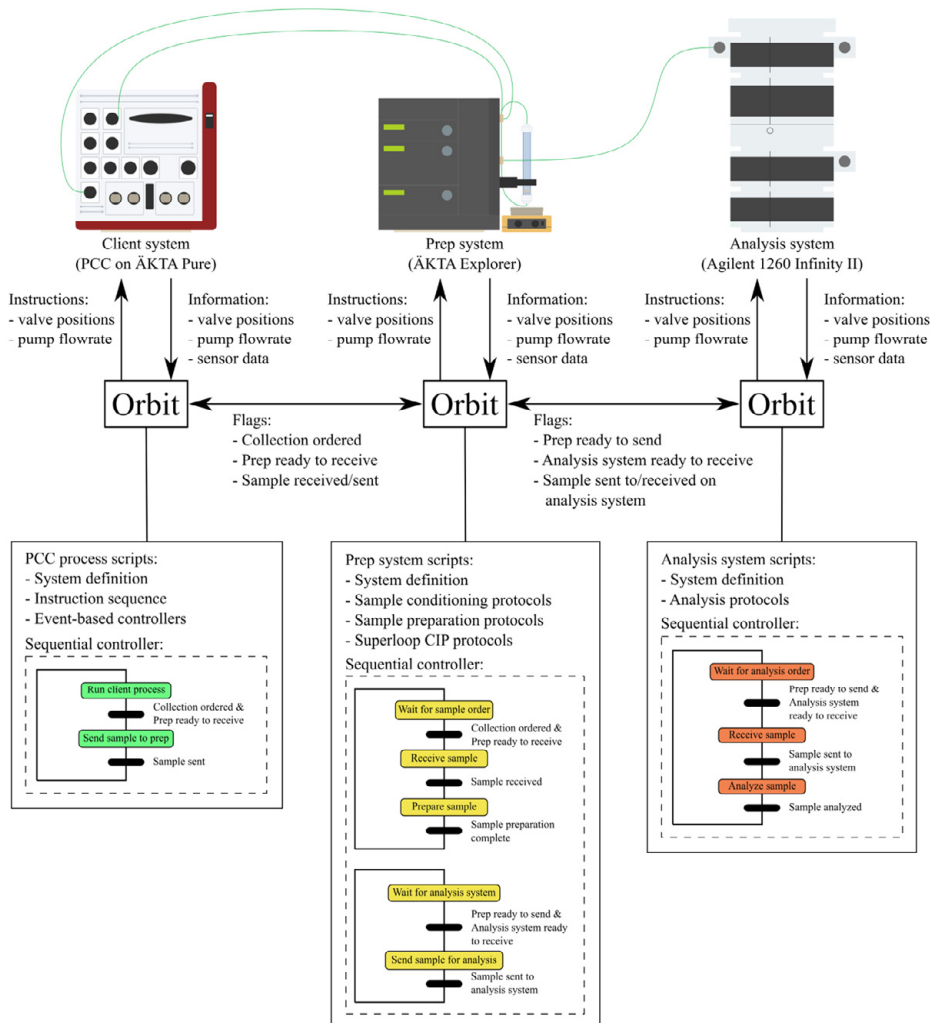 Client system
(PCC on ÄKTA Pure)
Prep system
(ÄKTA Explorer)
Analysis system
(Agilent 1260 Infinity II)
Instructions:
- valve positions
- pump flowrate
Information:
- valve positions
- pump flowrate
- sensor data
Instructions:
- valve positions
- pump flowrate
Information:
- valve positions
- pump flowrate
- sensor data
Instructions:
- valve positions
- pump flowrate
Information:
- valve positions
- pump flowrate
- sensor data
Orbit
Orbit
Orbit
Flags:
- Collection ordered
- Prep ready to receive
- Sample received/sent
Flags:
- Prep ready to send
- Analysis system ready to receive
- Sample sent to/received on
analysis system
PCC process scripts:
- System definition
- Instruction sequence
- Event-based controllers
Sequential controller:
Run client process
Collection ordered &
Prep ready to receive
Send sample to prep
Sample sent
Prep system scripts:
- System definition
- Sample conditioning protocols
- Sample preparation protocols
- Superloop CIP protocols
Sequential controller:
Wait for sample order
Collection ordered &
Prep ready to receive
Receive sample
Sample received
Prepare sample
Sample preparation
complete
Wait for analysis system
Prep ready to send &
Analysis system ready
to receive
Send sample for analysis
Sample sent to
analysis system
Analysis system scripts:
- System definition
- Analysis protocols
Sequential controller:
Wait for analysis order
Prep ready to send &
Analysis system
ready to receive
Receive sample
Sample sent to
analysis system
Analyze sample
Sample analyzed